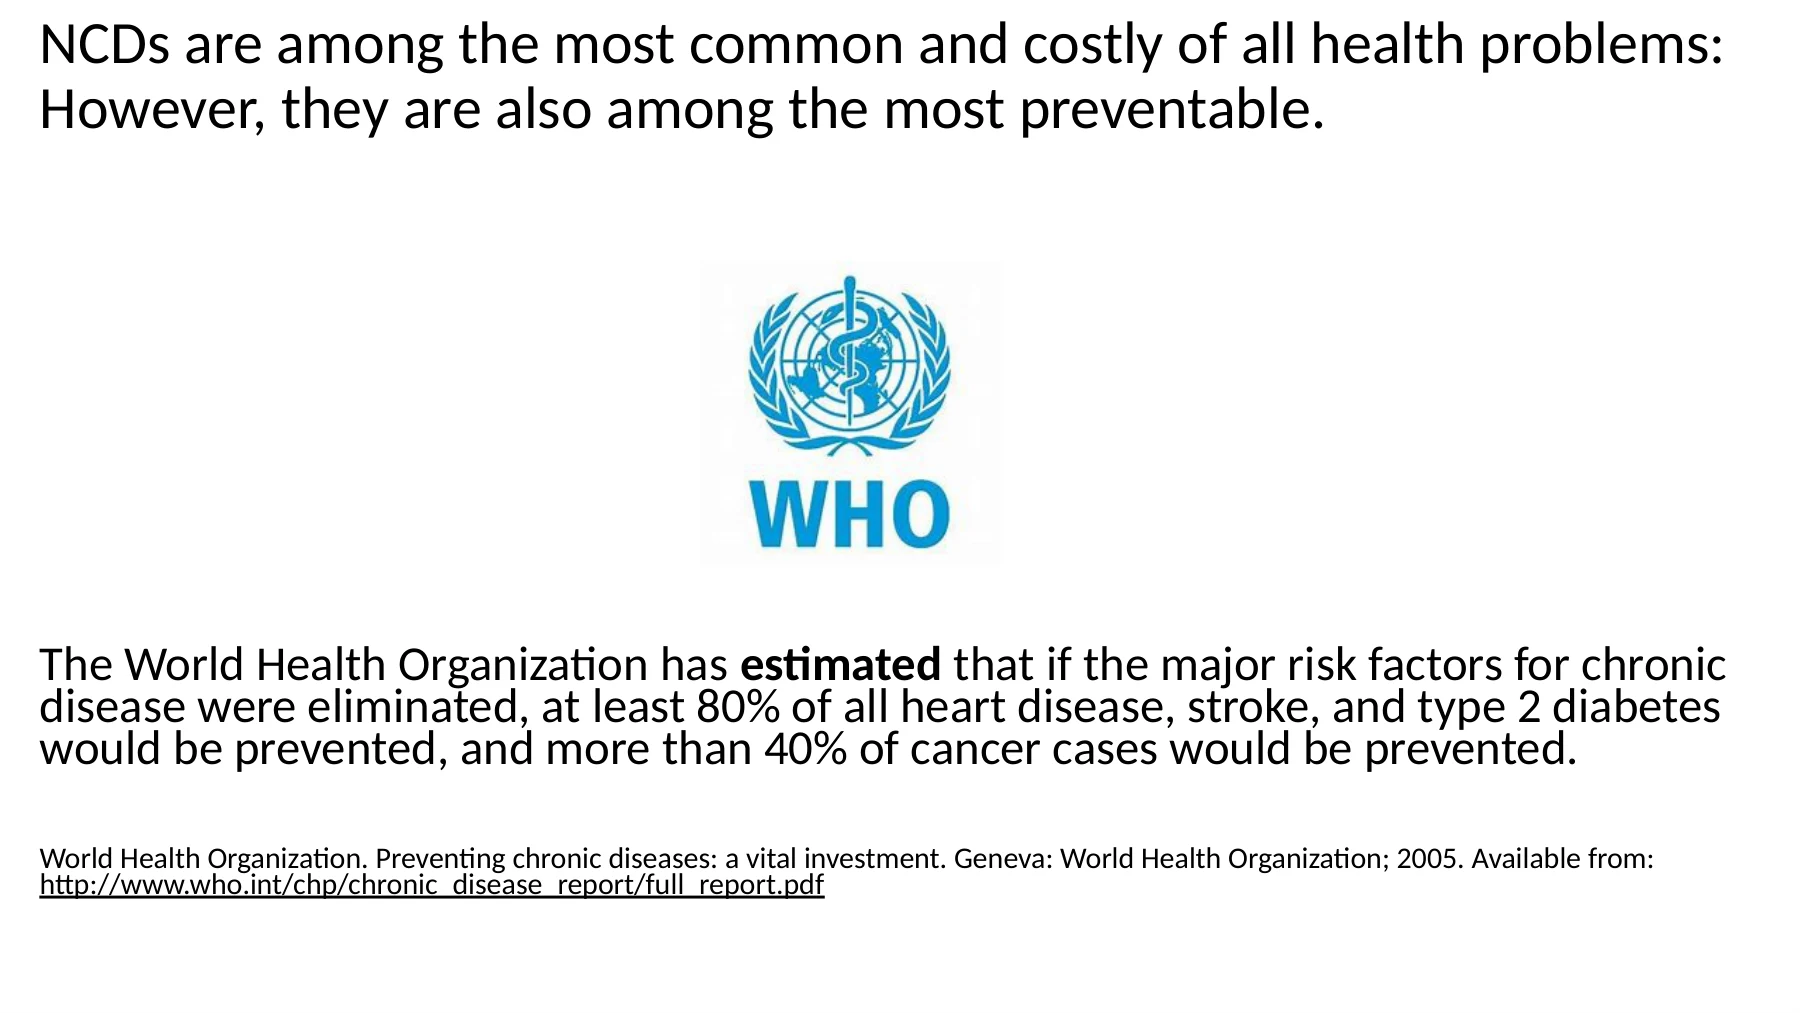 NCDs are among the most common and costly of all health problems:
However, they are also among the most preventable.
WHO
The World Health Organization has estimated that if the major risk factors for chronic
disease were eliminated, at least 80% of all heart disease, stroke, and type 2 diabetes
would be prevented, and more than 40% of cancer cases would be prevented.
World Health Organization. Preventing chronic diseases: a vital investment. Geneva: World Health Organization; 2005. Available from:
http://www.who.int/chp/chronic_disease_report/full_report.pdf